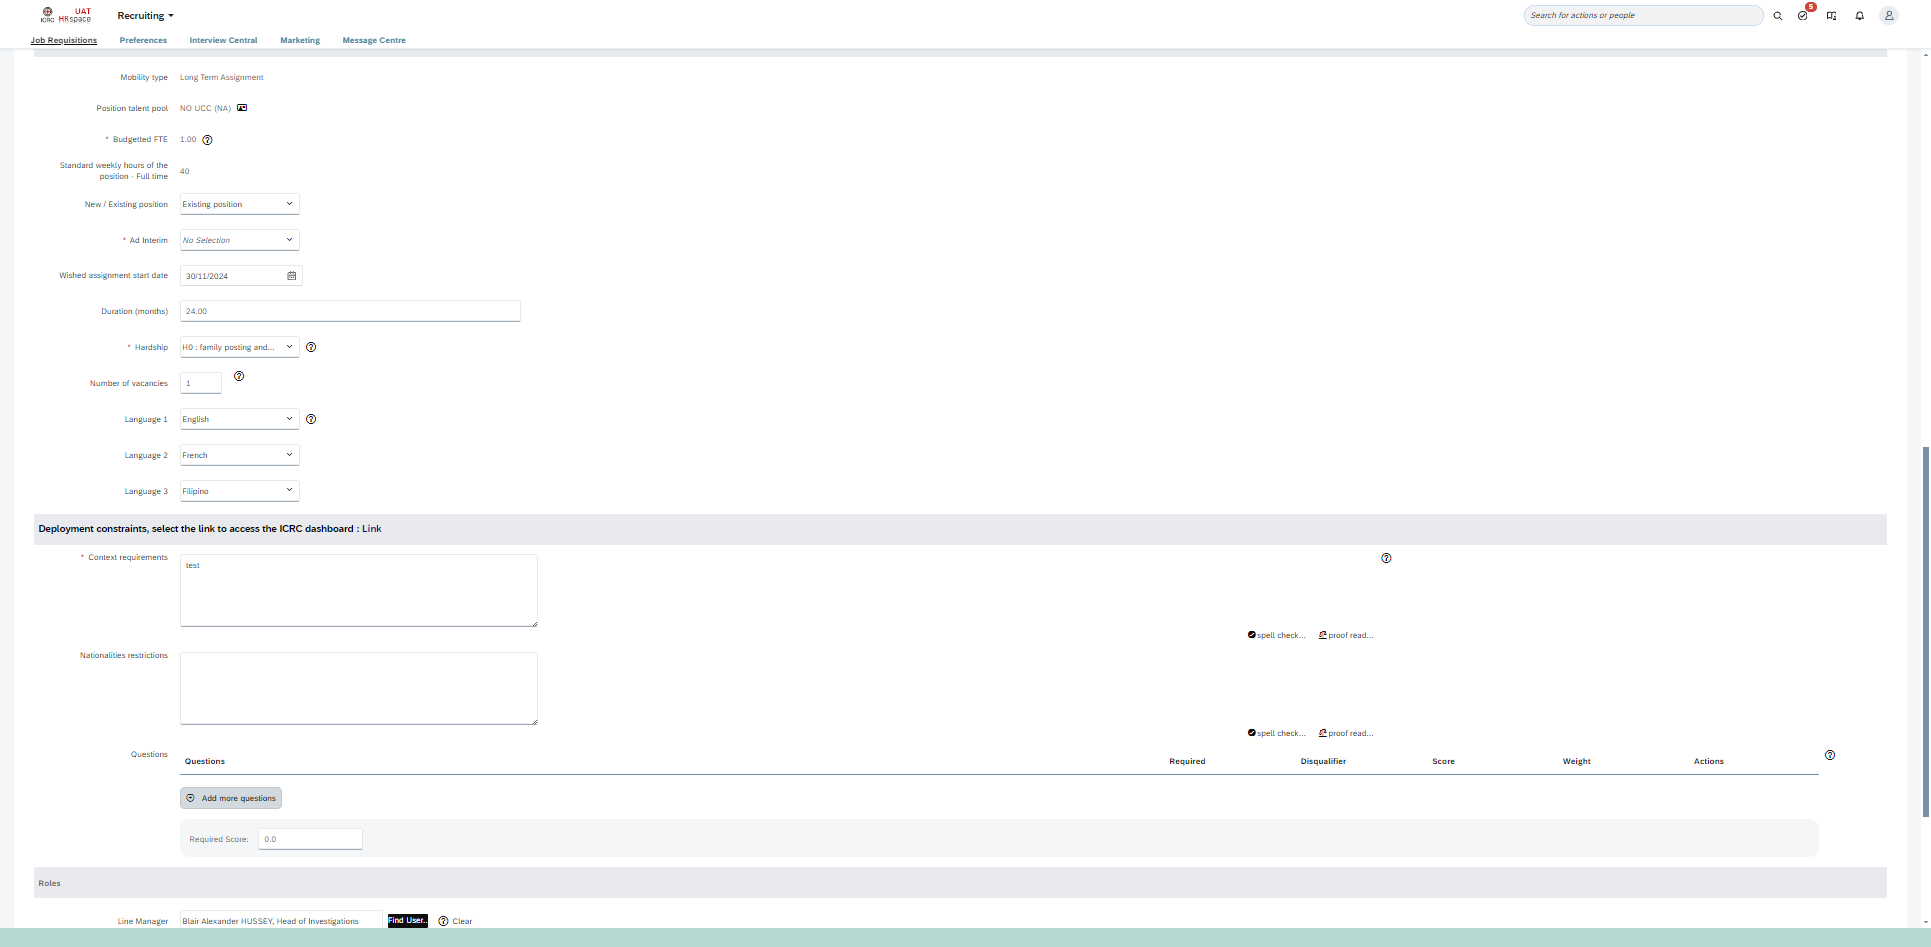 ICRC
UAT
HRspace
Recruiting
Search for actions or people
5
Job Requisitions
Preferences
Interview Central
Marketing
Message Centre
Mobility type
Long Term Assignment
Position talent pool
NO UCC (NA)
* Budgetted FTE
1.00
Standard weekly hours of the
position - Full time
40
New / Existing position
Existing position
* Ad Interim
No Selection
Wished assignment start date
30/11/2024
Duration (months)
24.00
* Hardship
H0 : family posting and...
Number of vacancies
1
Language 1
English
Language 2
French
Language 3
Filipino
Deployment constraints, select the link to access the ICRC dashboard : Link
* Context requirements
test
spell check...
proof read...
Nationalities restrictions
spell check...
proof read...
Questions
Questions
Required
Disqualifier
Score
Weight
Actions
Add more questions
Required Score:
0.0
Roles
Line Manager
Blair Alexander HUSSEY, Head of Investigations
Find User..
Clear